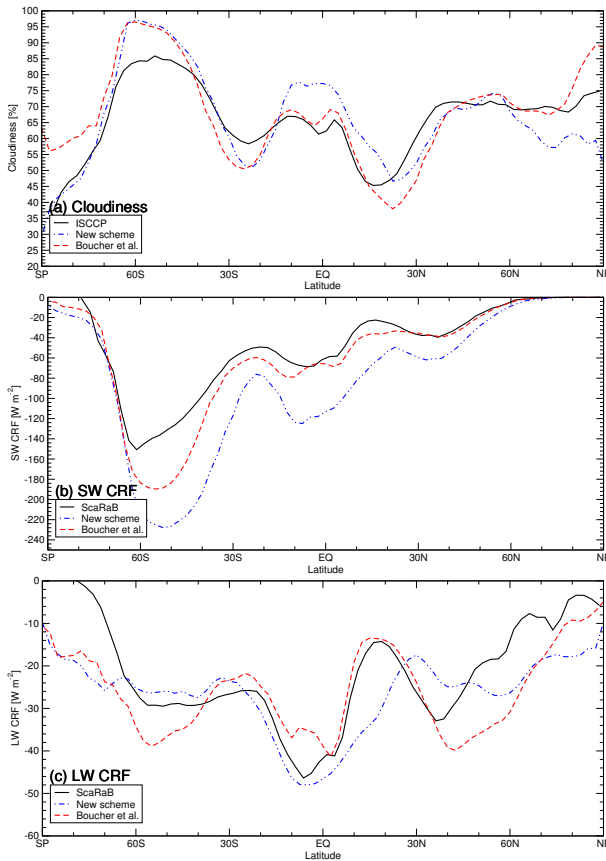 100
95
90
85
80
75
70
65
60
55
50
45
40
35
30
25
20
Cloudiness [%]
(a) Cloudiness
ISCCP
New scheme
Boucher et al.
SP 60S 30S EQ 30N 60N NI
Latitude
0
-20
-40
-60
-80
-100
-120
-140
-160
-180
-200
-220
-240
SW CRF [W m-2]
(b) SW CRF
ScaRaB
New scheme
Boucher et al.
SP 60S 30S EQ 30N 60N NI
Latitude
0
-10
-20
-30
-40
-50
-60
LW CRF [W m-2]
(c) LW CRF
ScaRaB
New scheme
Boucher et al.
SP 60S 30S EQ 30N 60N NI
Latitude